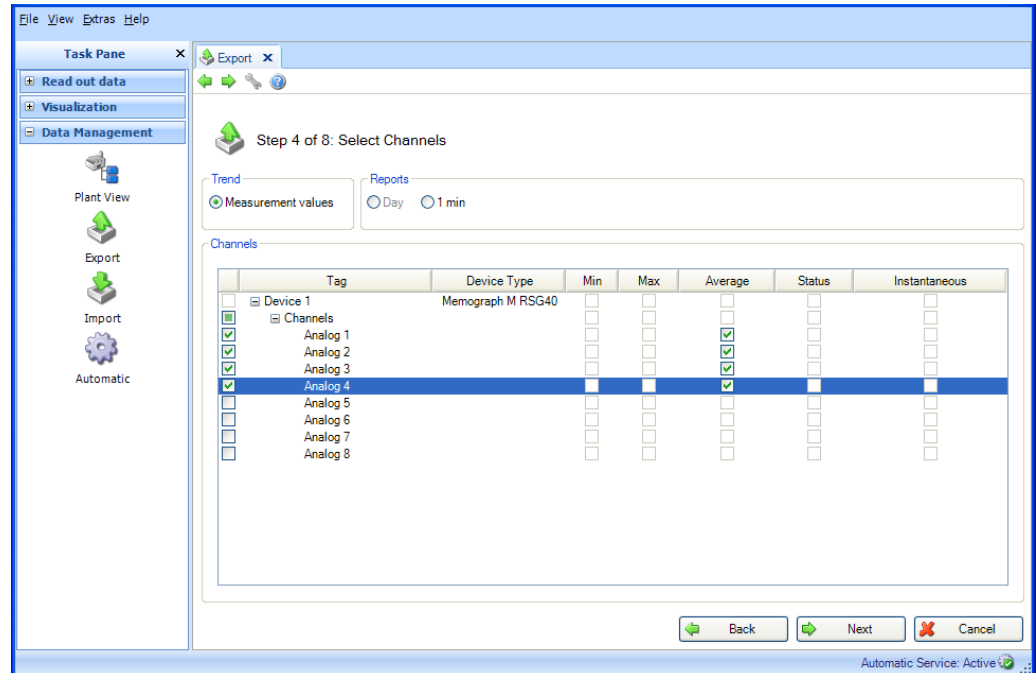 File View Extras Help
Task Pane
Export
Read out data
Visualization
Data Management
Plant View
Export
Import
Automatic
Step 4 of 8: Select Channels
Trend
Measurement values
Reports
Day 1 min
Channels
Tag Device Type Min Max Average Status Instantaneous
Device 1 Memograph M RSG40
Channels
Analog 1
Analog 2
Analog 3
Analog 4
Analog 5
Analog 6
Analog 7
Analog 8
Back Next Cancel
Automatic Service: Active